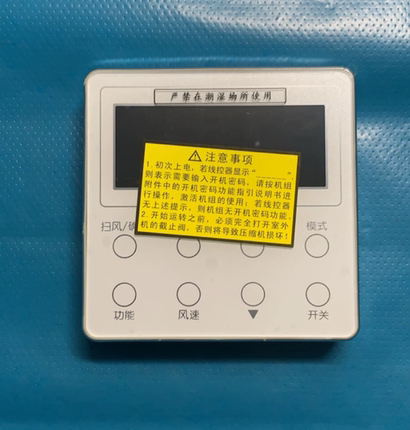 严禁在潮湿场所使用
⚠ 注意事项
1. 初次上电，若线控器显示“______”
则表示需要输入开机密码，请按机组
附件中的开机密码功能指引说明书进
行操作，激活机组的使用；若线控器
无上述提示，则机组无开机密码功能。
2. 开始运转之前，必须完全打开室外
机的截止阀，否则将导致压缩机损坏！
扫风/
模式
功能
风速
▼
开关